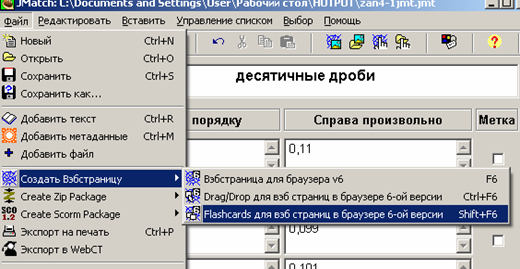 JMatch: C:\Documents and Settings\User\Рабочий стол\HOTPOT\zan4-1jmt.jmt
Файл Редактировать Вставить Управление списком Выбор Помощь
Новый Ctrl+N
Открыть Ctrl+O
Сохранить Ctrl+S
Сохранить как...
десятичные дроби
Добавить текст Ctrl+R
Добавить метаданные Ctrl+M
Добавить файл
порядку Справа произвольно Метка
0,11
Создать Вэбстраницу
Вэбстраница для браузера v6 F6
Create Zip Package
Drag/Drop для вэб страниц в браузере 6-ой версии Ctrl+F6
SCO 1.2 Create Scorm Package
Flashcards для вэб страниц в браузере 6-ой версии Shift+F6
Экспорт на печать Ctrl+P
0,099
Экспорт в WebCT
0,101